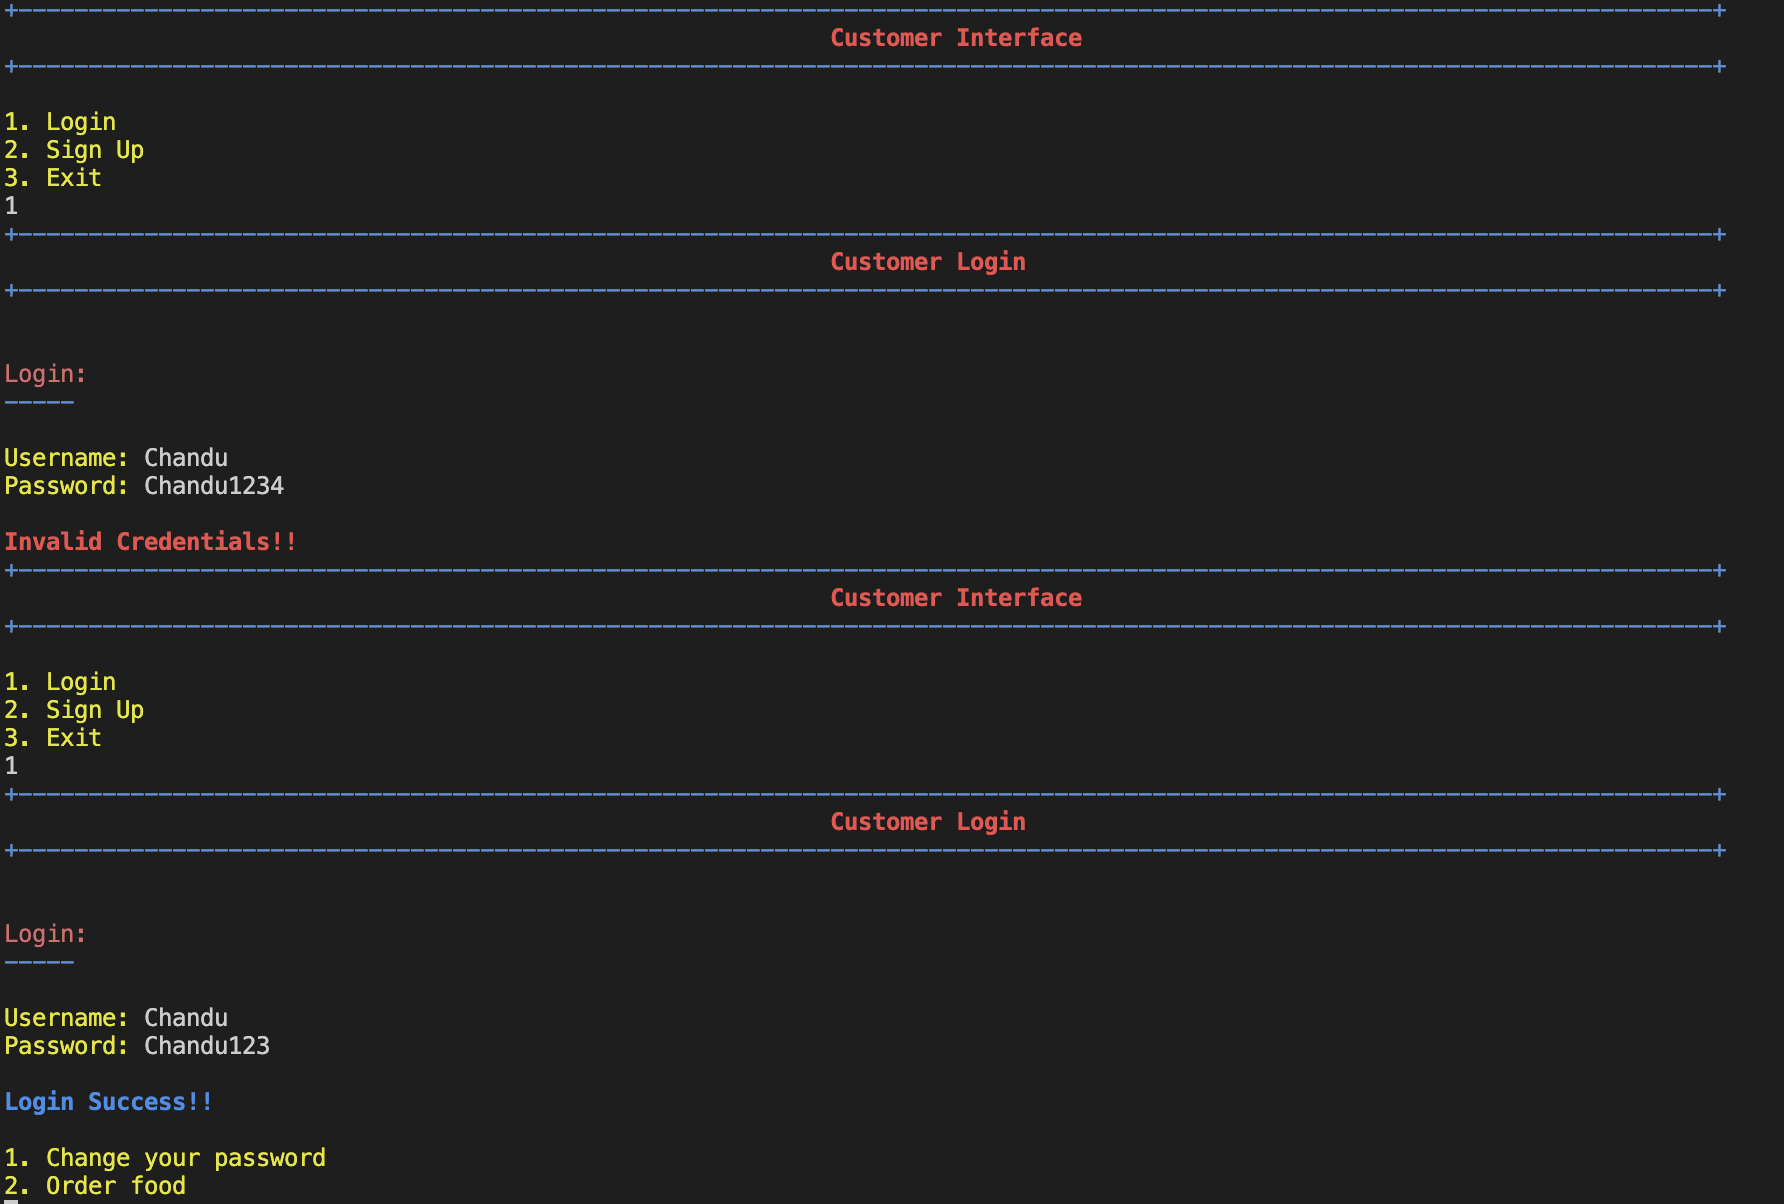 Customer Interface
1. Login
2. Sign Up
3. Exit
1
Customer Login
Login:
-----
Username: Chandu
Password: Chandu1234
Invalid Credentials!!
Customer Interface
1. Login
2. Sign Up
3. Exit
1
Customer Login
Login:
-----
Username: Chandu
Password: Chandu123
Login Success!!
1. Change your password
2. Order food